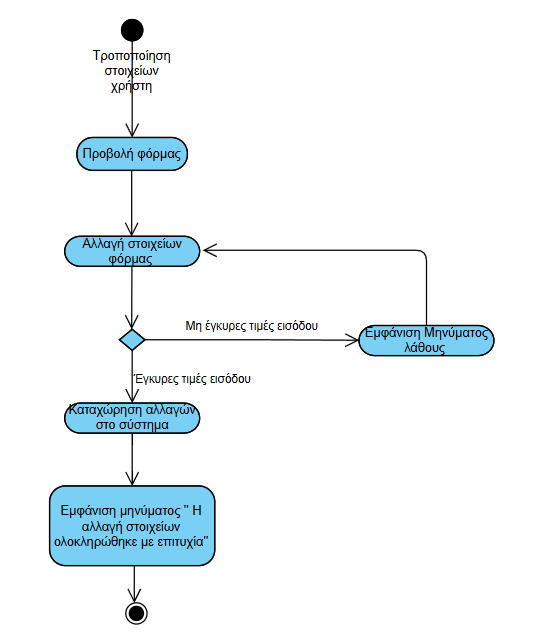 Τροποποίηση
στοιχείων
χρήστη
Προβολή φόρμας
Αλλαγή στοιχείων
φόρμας
Μη έγκυρες τιμές εισόδου
Εμφάνιση Μηνύματος
λάθους
Έγκυρες τιμές εισόδου
Καταχώρηση αλλαγών
στο σύστημα
Εμφάνιση μηνύματος " Η
αλλαγή στοιχείων
ολοκληρώθηκε με επιτυχία"